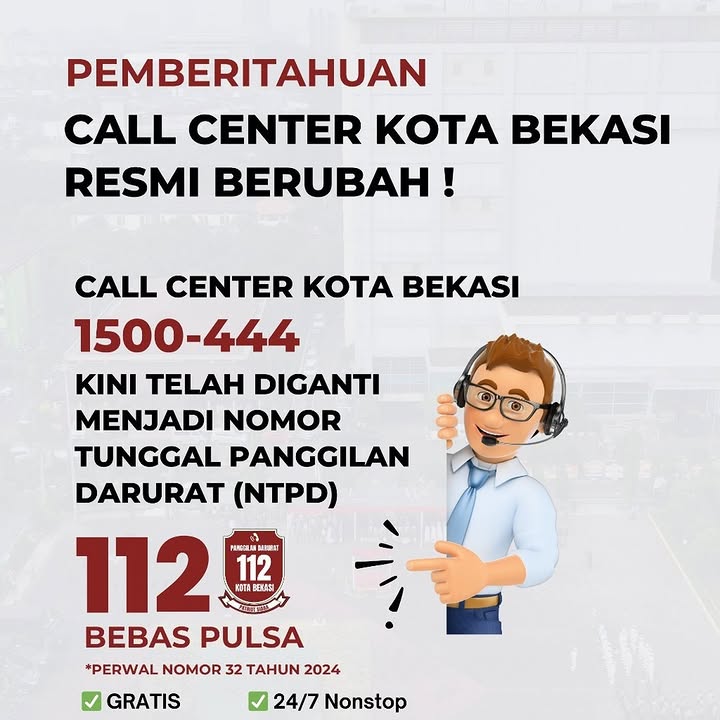 PEMBERITAHUAN
CALL CENTER KOTA BEKASI
RESMI BERUBAH !
CALL CENTER KOTA BEKASI
1500-444
KINI TELAH DIGANTI
MENJADI NOMOR
TUNGGAL PANGGILAN
DARURAT (NTPD)
112
PANGGILAN DARURAT
112
KOTA BEKASI
BEBAS PULSA
*PERWAL NOMOR 32 TAHUN 2024
✅ GRATIS
✅ 24/7 Nonstop